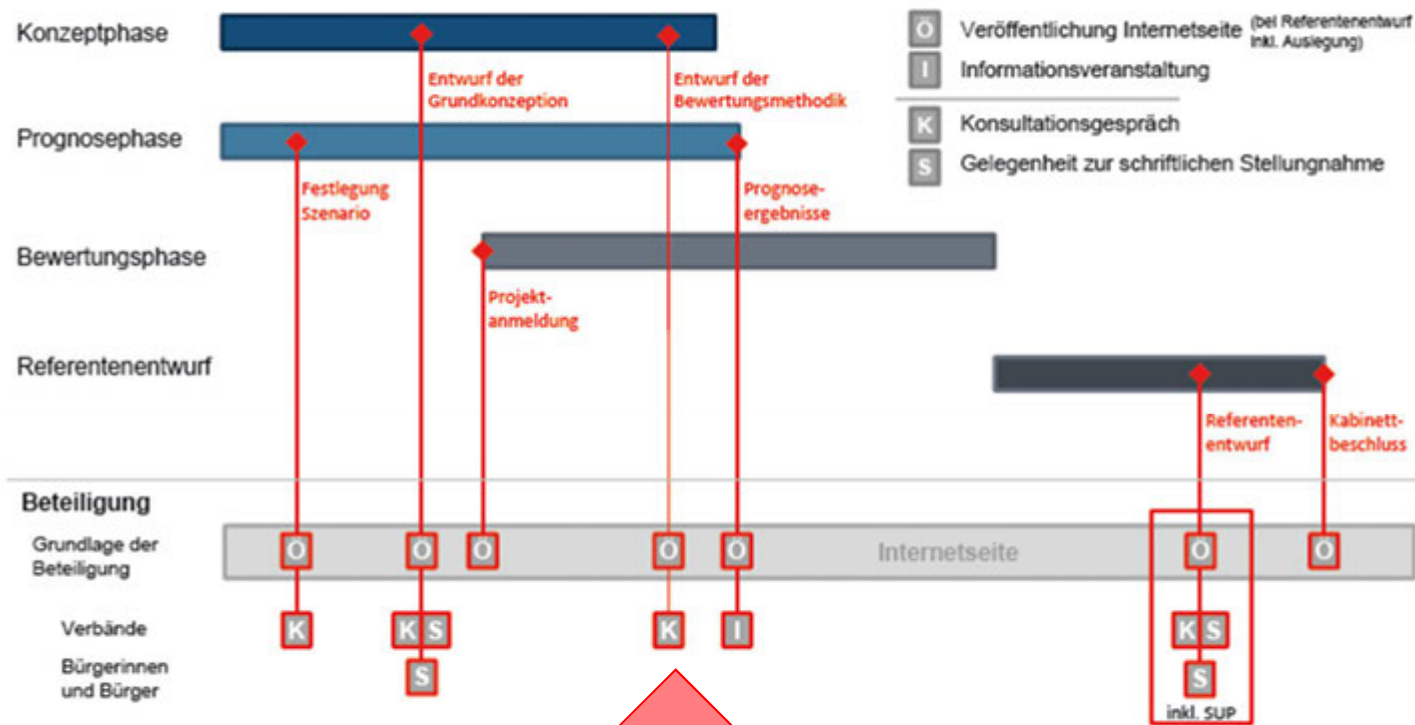 Konzeptphase
Entwurf der
Grundkonzeption
Entwurf der
Bewertungsmethodik
Ö Veröffentlichung Internetseite (bei Referentenentwurf
inkl. Auslegung)
I Informationsveranstaltung
K Konsultationsgespräch
S Gelegenheit zur schriftlichen Stellungnahme
Prognosephase
Festlegung
Szenario
Prognose-
ergebnisse
Bewertungsphase
Projekt-
anmeldung
Referentenentwurf
Referenten-
entwurf
Kabinett-
beschluss
Beteiligung
Grundlage der
Beteiligung
Ö Ö Ö Ö Ö Internetseite Ö Ö
Verbände
K K S K I K S
Bürgerinnen
und Bürger
S S
inkl. SUP